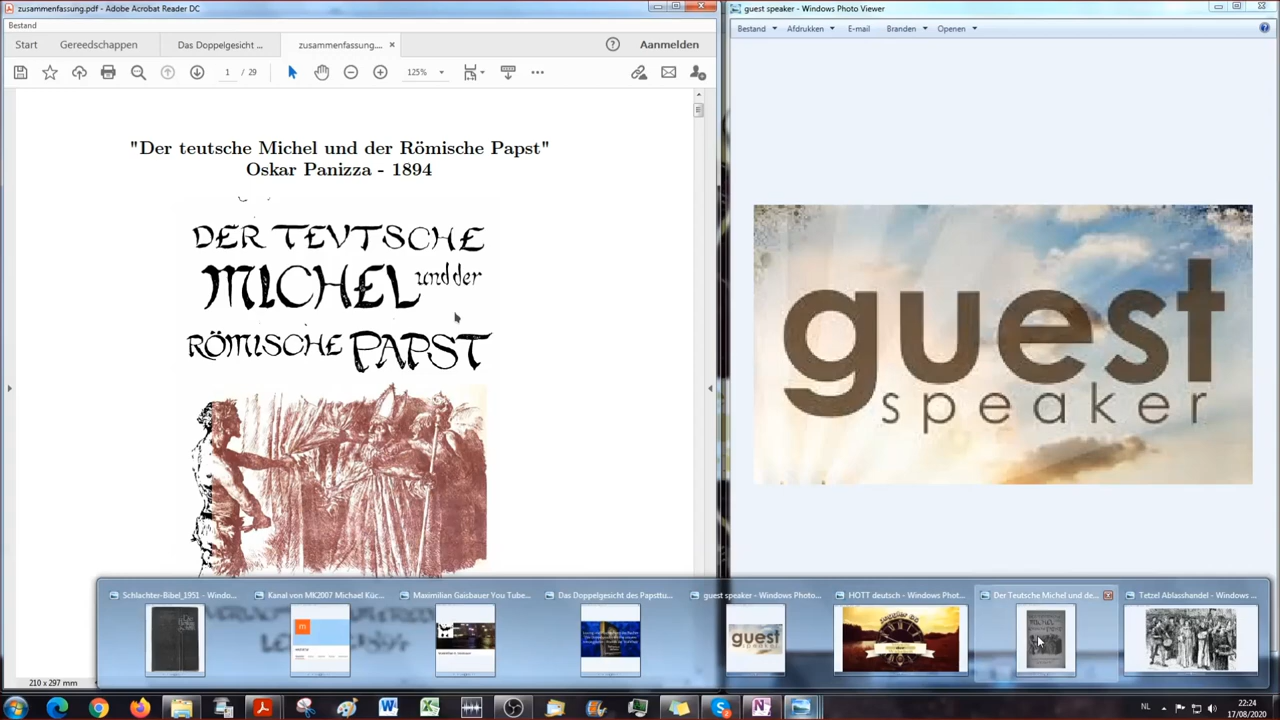 zusammenfassung.pdf - Adobe Acrobat Reader DC
Bestand
Start
Gereedschappen
Das Doppelgesicht ...
zusammenfassung....
Aanmelden
1 / 29
125%
"Der teutsche Michel und der Römische Papst"
Oskar Panizza - 1894
DER TEVTSCHE
MICHEL und der
RÖMISCHE PAPST
210 x 297 mm
guest speaker - Windows Photo Viewer
Bestand
Afdrukken
E-mail
Branden
Openen
guest
speaker
Schlachter-Bibel_1951 - Windo...
Kanal von MK2007 Michael Küc...
Maximilian Gaisbauer You Tube...
Das Doppelgesicht des Papsttu...
guest speaker - Windows Photo...
HOTT deutsch - Windows Phot...
Der Teutsche Michel und de...
Tetzel Ablasshandel - Windows ...
guest
speaker
NL
22:24
17/08/2020